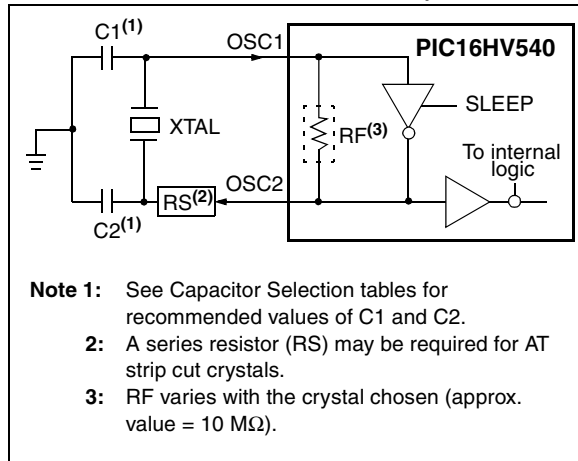 C1(1)
OSC1
PIC16HV540
SLEEP
XTAL
RF(3)
To internal
logic
OSC2
RS(2)
C2(1)
Note 1: See Capacitor Selection tables for
recommended values of C1 and C2.
2: A series resistor (RS) may be required for AT
strip cut crystals.
3: RF varies with the crystal chosen (approx.
value = 10 MΩ).